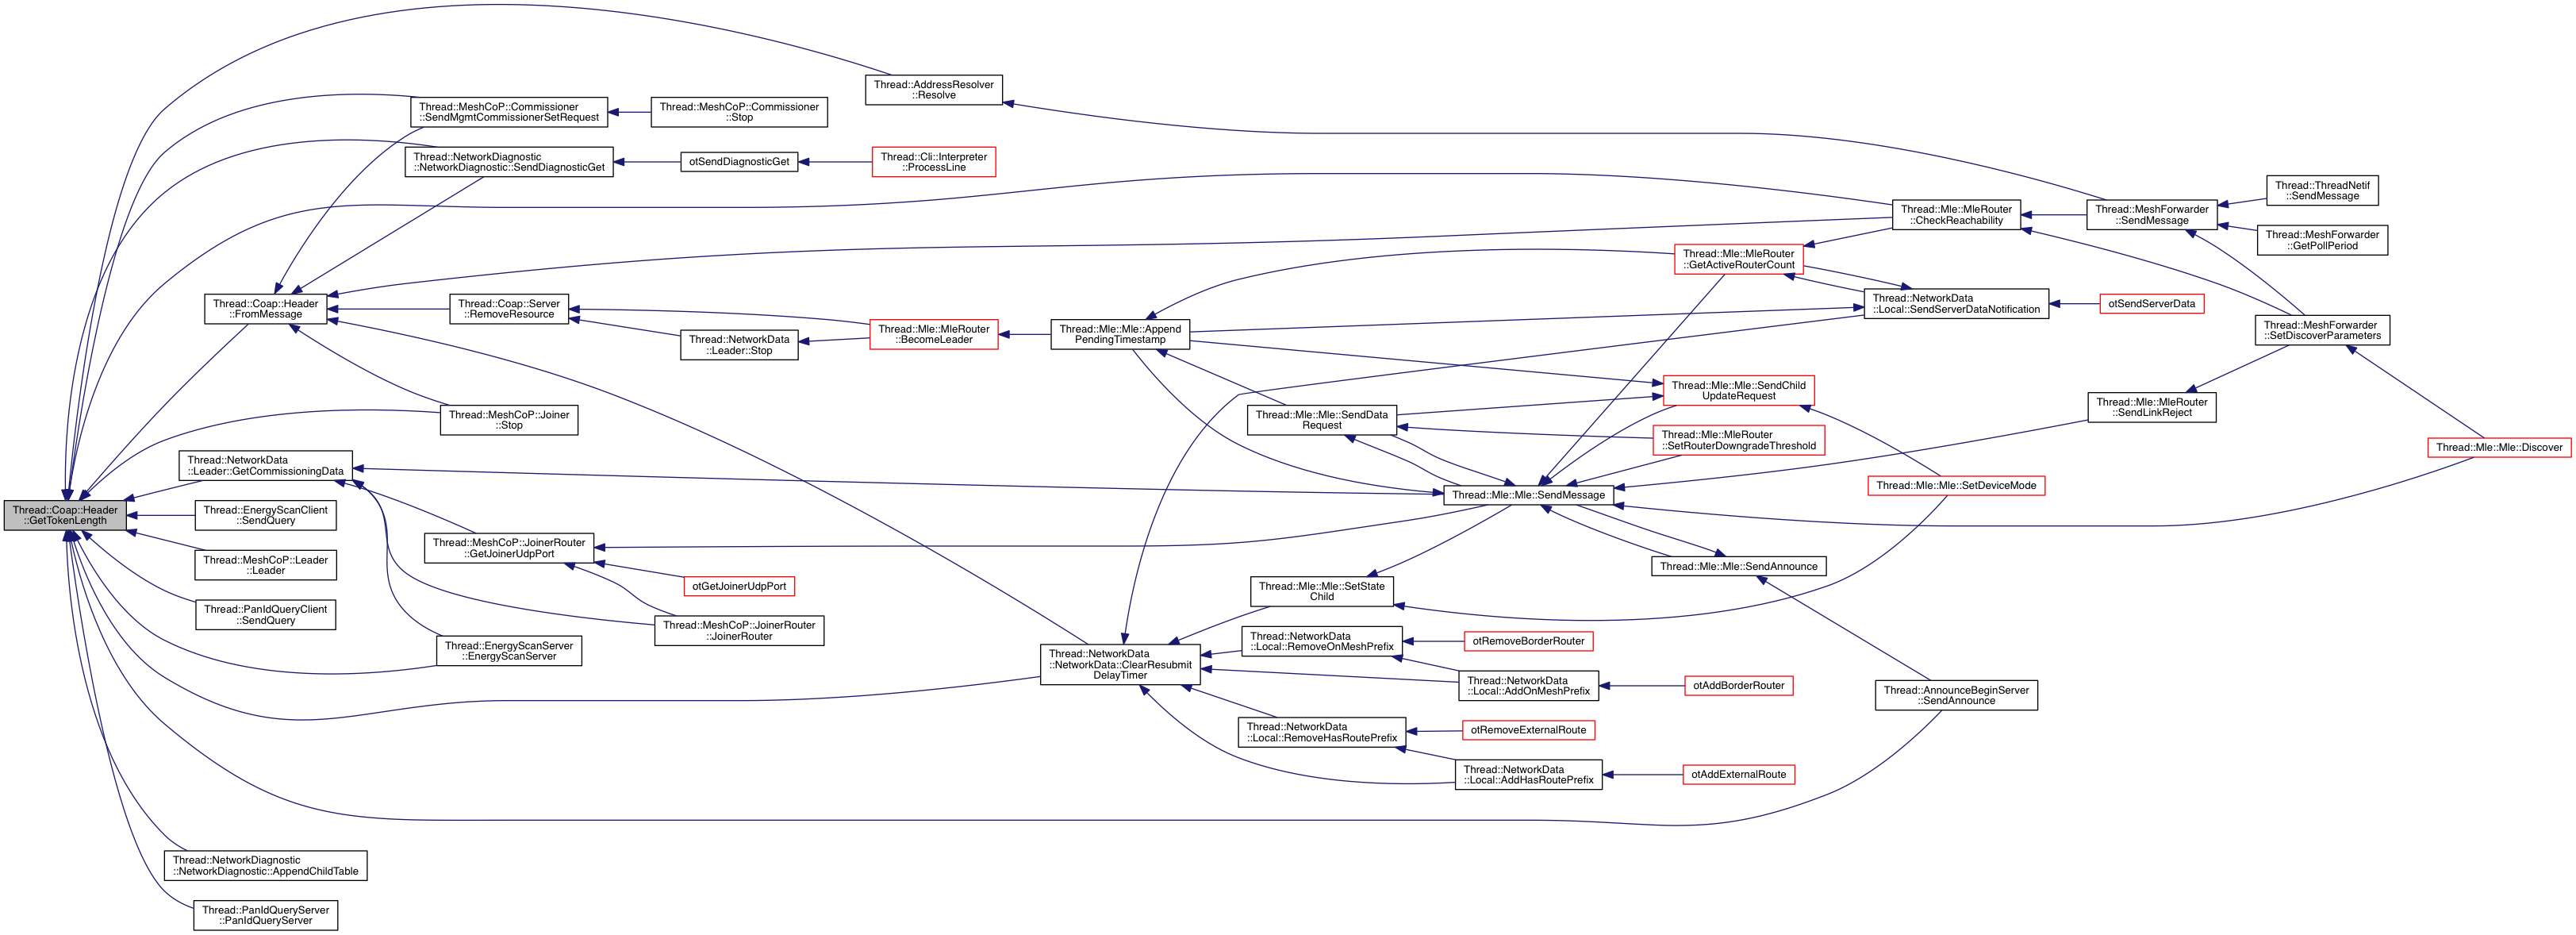 Thread::AddressResolver
::Resolve
Thread::MeshCoP::Commissioner
::SendMgmtCommissionerSetRequest
Thread::MeshCoP::Commissioner
::Stop
Thread::NetworkDiagnostic
::NetworkDiagnostic::SendDiagnosticGet
otSendDiagnosticGet
Thread::Cli::Interpreter
::ProcessLine
Thread::ThreadNetif
::SendMessage
Thread::Mle::MleRouter
::CheckReachability
Thread::MeshForwarder
::SendMessage
Thread::MeshForwarder
::GetPollPeriod
Thread::Mle::MleRouter
::GetActiveRouterCount
Thread::Coap::Header
::FromMessage
Thread::Coap::Server
::RemoveResource
Thread::NetworkData
::Local::SendServerDataNotification
otSendServerData
Thread::NetworkData
::Leader::Stop
Thread::Mle::MleRouter
::BecomeLeader
Thread::Mle::Mle::Append
PendingTimestamp
Thread::MeshForwarder
::SetDiscoverParameters
Thread::Mle::Mle::SendChild
UpdateRequest
Thread::Mle::MleRouter
::SendLinkReject
Thread::MeshCoP::Joiner
::Stop
Thread::Mle::Mle::SendData
Request
Thread::Mle::MleRouter
::SetRouterDowngradeThreshold
Thread::Mle::Mle::Discover
Thread::NetworkData
::Leader::GetCommissioningData
Thread::Mle::Mle::SetDeviceMode
Thread::Mle::Mle::SendMessage
Thread::Coap::Header
::GetTokenLength
Thread::EnergyScanClient
::SendQuery
Thread::MeshCoP::JoinerRouter
::GetJoinerUdpPort
Thread::MeshCoP::Leader
::Leader
Thread::Mle::Mle::SendAnnounce
otGetJoinerUdpPort
Thread::Mle::Mle::SetState
Child
Thread::PanIdQueryClient
::SendQuery
Thread::MeshCoP::JoinerRouter
::JoinerRouter
Thread::EnergyScanServer
::EnergyScanServer
Thread::NetworkData
::NetworkData::ClearResubmit
DelayTimer
Thread::NetworkData
::Local::RemoveOnMeshPrefix
otRemoveBorderRouter
Thread::NetworkData
::Local::AddOnMeshPrefix
otAddBorderRouter
Thread::AnnounceBeginServer
::SendAnnounce
Thread::NetworkData
::Local::RemoveHasRoutePrefix
otRemoveExternalRoute
Thread::NetworkData
::Local::AddHasRoutePrefix
otAddExternalRoute
Thread::NetworkDiagnostic
::NetworkDiagnostic::AppendChildTable
Thread::PanIdQueryServer
::PanIdQueryServer